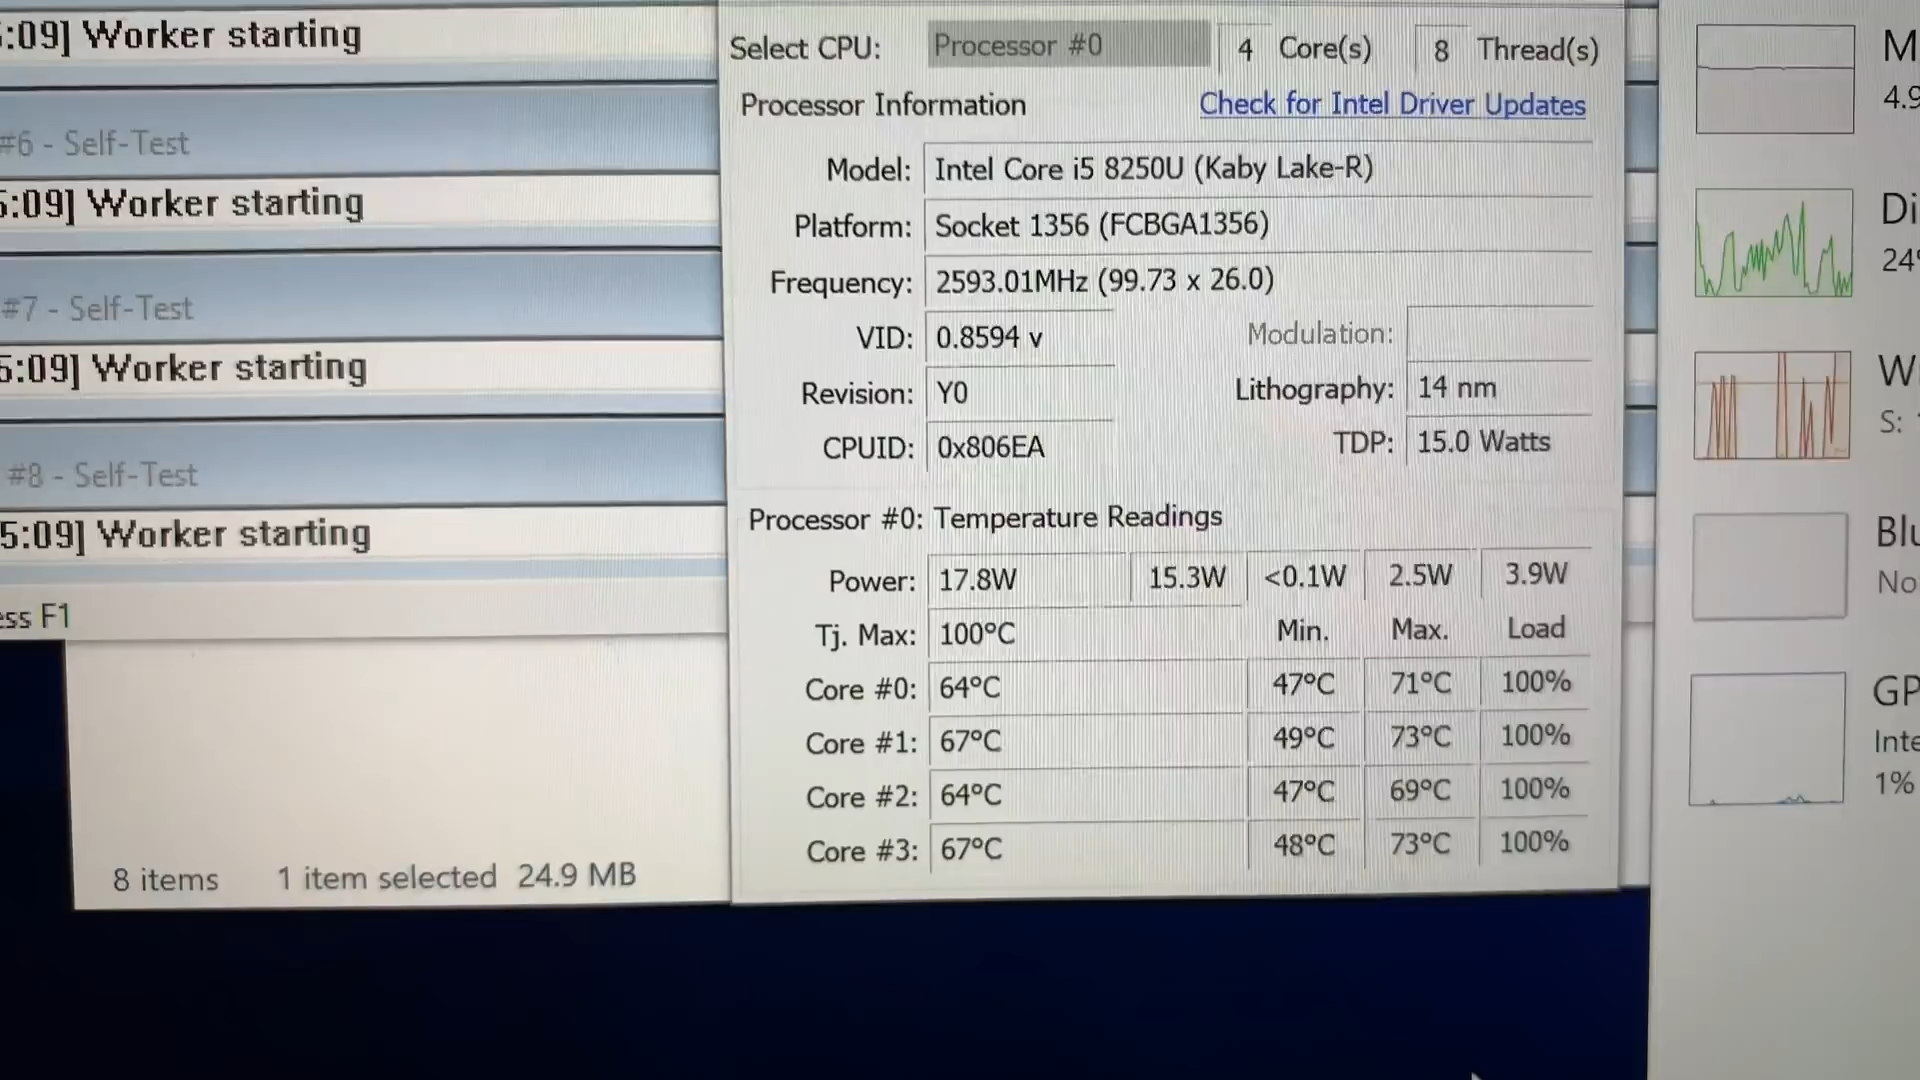 :09] Worker starting
#6 - Self-Test
5:09] Worker starting
#7 - Self-Test
5:09] Worker starting
#8 - Self-Test
5:09] Worker starting
ess F1
8 items 1 item selected 24.9 MB
Select CPU: Processor #0 4 Core(s) 8 Thread(s)
Processor Information Check for Intel Driver Updates
Model: Intel Core i5 8250U (Kaby Lake-R)
Platform: Socket 1356 (FCBGA1356)
Frequency: 2593.01MHz (99.73 x 26.0)
VID: 0.8594 v Modulation:
Revision: Y0 Lithography: 14 nm
CPUID: 0x806EA TDP: 15.0 Watts
Processor #0: Temperature Readings
Power: 17.8W 15.3W <0.1W 2.5W 3.9W
Tj. Max: 100°C Min. Max. Load
Core #0: 64°C 47°C 71°C 100%
Core #1: 67°C 49°C 73°C 100%
Core #2: 64°C 47°C 69°C 100%
Core #3: 67°C 48°C 73°C 100%
M
4.9
Di
24%
W
S:
Blu
No
GP
Inte
1%